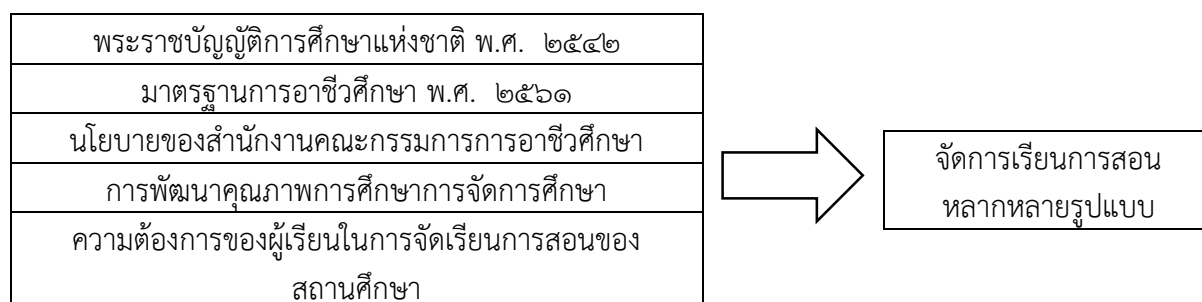 พระราชบัญญัติการศึกษาแห่งชาติ พ.ศ. ๒๕๔๒
มาตรฐานการอาชีวศึกษา พ.ศ. ๒๕๖๑
นโยบายของสำนักงานคณะกรรมการการอาชีวศึกษา
การพัฒนาคุณภาพการศึกษาการจัดการศึกษา
ความต้องการของผู้เรียนในการจัดเรียนการสอนของ
สถานศึกษา
จัดการเรียนการสอน
หลากหลายรูปแบบ